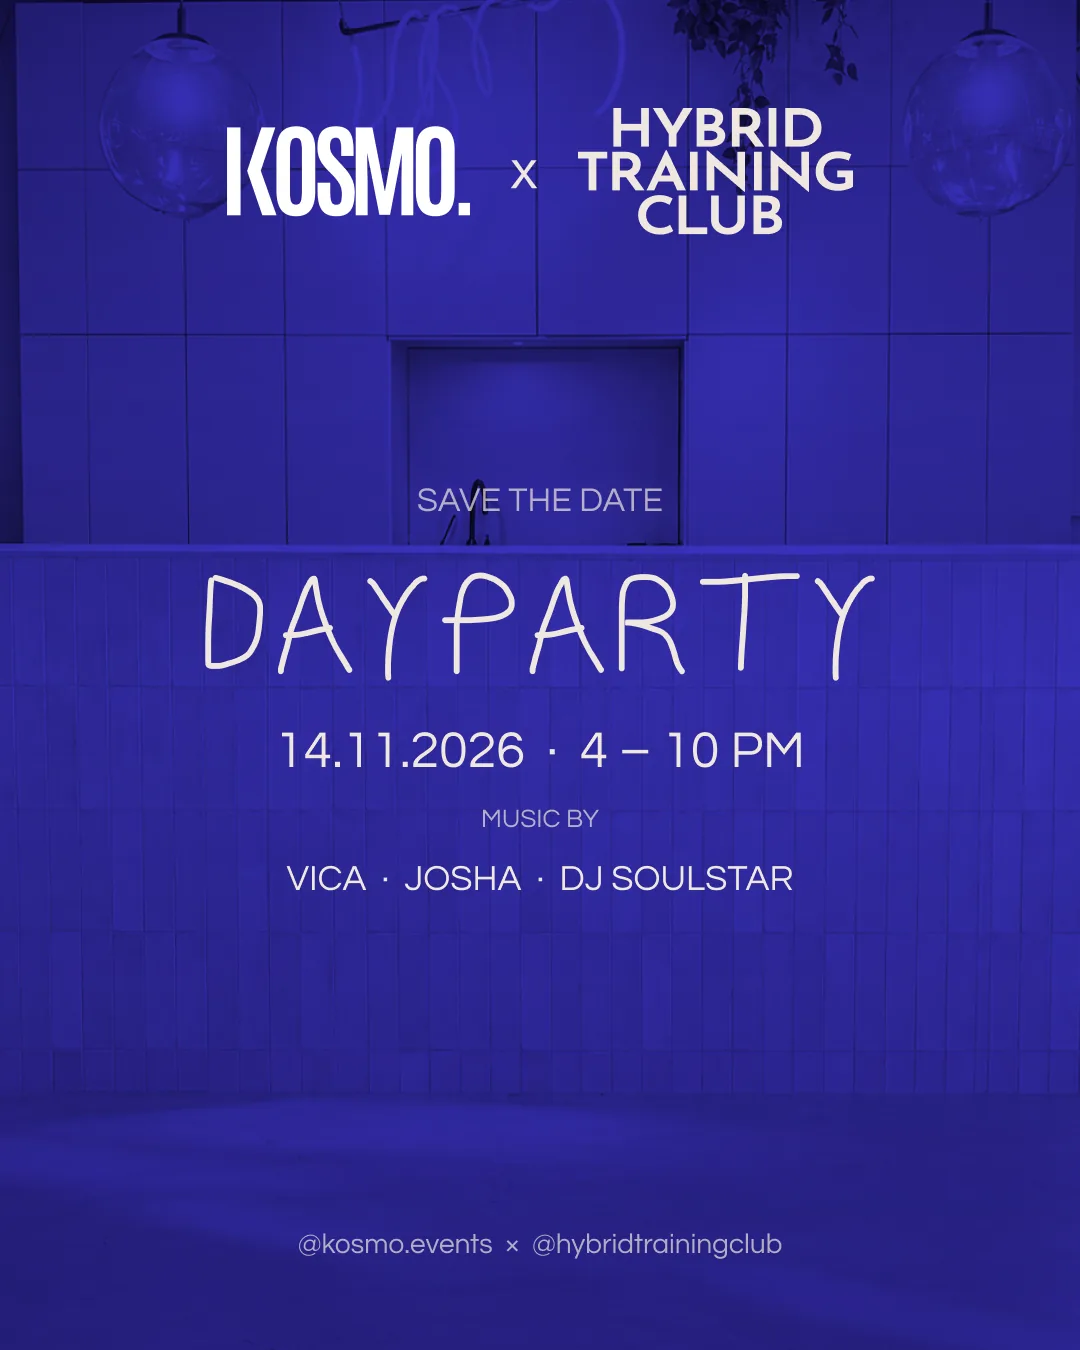 KOSMO. x HYBRID TRAINING CLUB
SAVE THE DATE
DAYPARTY
14.11.2026 · 4 – 10 PM
MUSIC BY
VICA · JOSHA · DJ SOULSTAR
@kosmo.events × @hybridtrainingclub